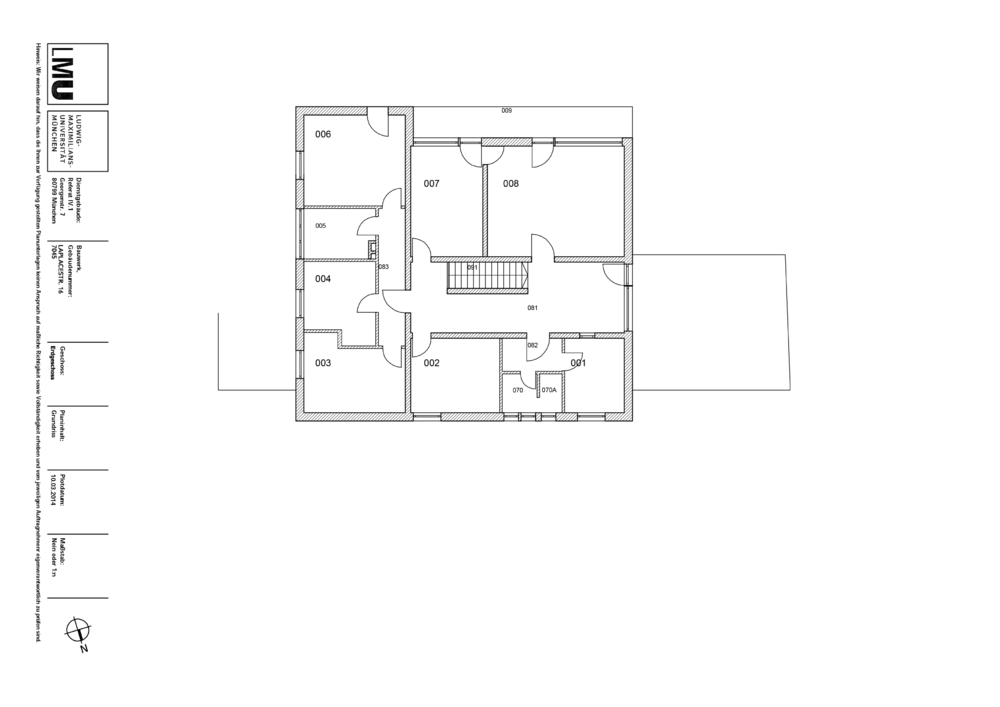 LMU
LUDWIG-
MAXIMILIANS-
UNIVERSITÄT
MÜNCHEN
Dienstgebäude:
Referat IV.1
Georgenstr. 7
80799 München
Bauwerk,
Gebäudenummer:
LAPLACESTR. 16
7045
Geschoss:
Erdgeschoss
Planinhalt:
Grundriss
Plotdatum:
10.03.2014
Maßstab:
Nein oder 1:n
N
Hinweis: Wir weisen darauf hin, dass die Ihnen zur Verfügung gestellten Planunterlagen keinen Anspruch auf maßliche Richtigkeit sowie Vollständigkeit erheben und vom jeweiligen Auftragnehmer eigenverantwortlich zu prüfen sind.
009
006
007
008
005
083
091
004
081
082
003
002
001
070
070A